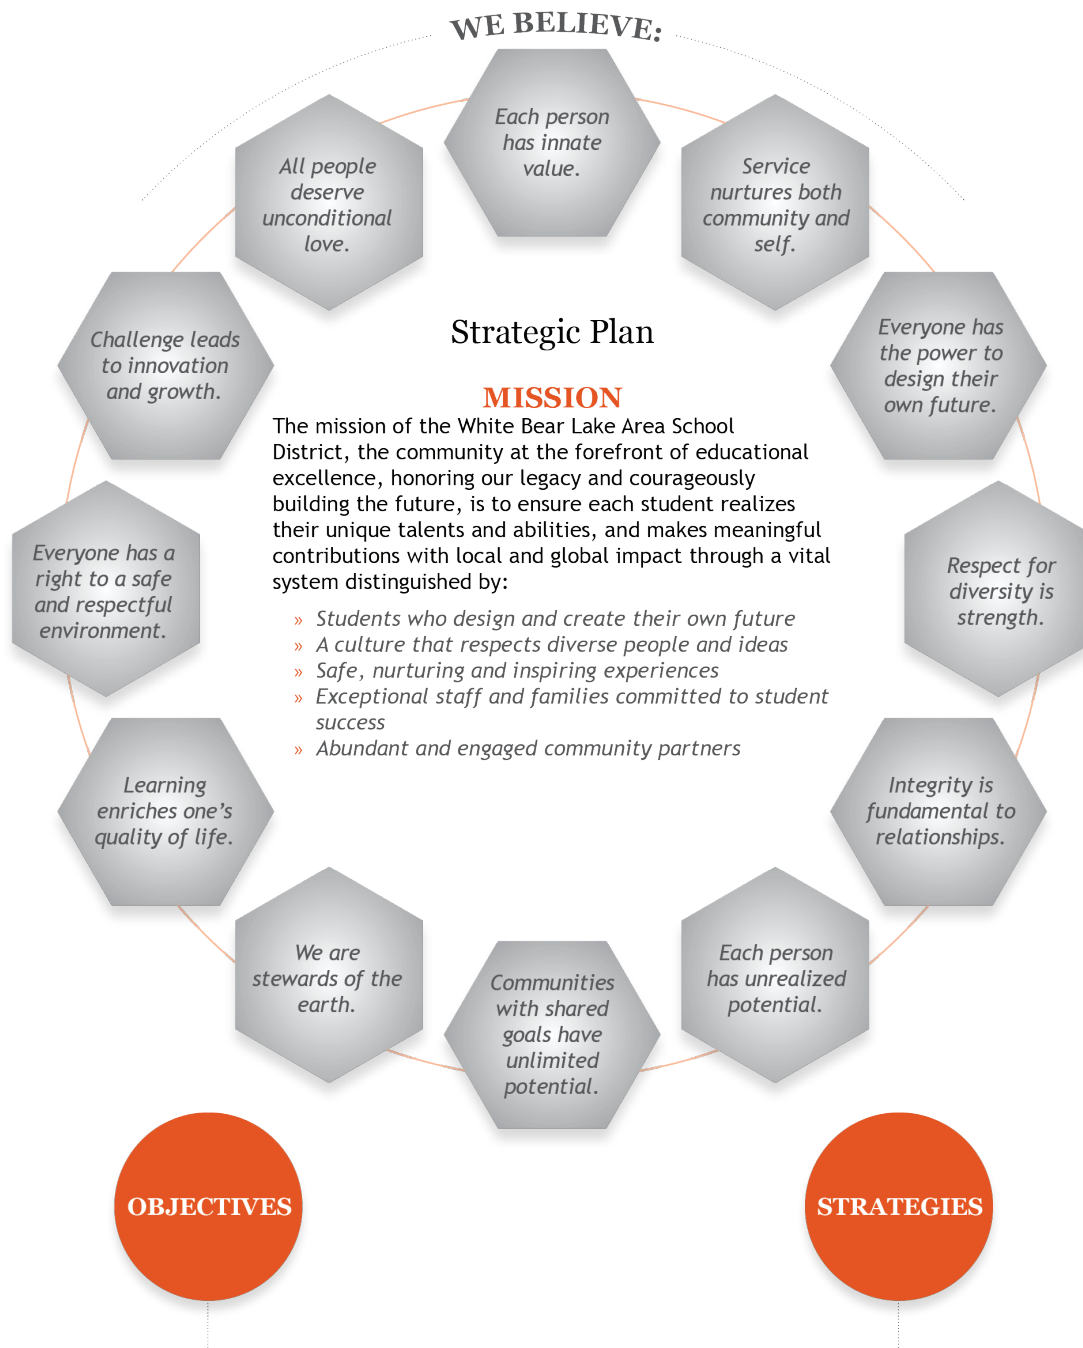 WE BELIEVE:
Each person
has innate
value.
Service
nurtures both
community and
self.
Everyone has
the power to
design their
own future.
Respect for
diversity is
strength.
Integrity is
fundamental to
relationships.
Each person
has unrealized
potential.
Communities
with shared
goals have
unlimited
potential.
We are
stewards of the
earth.
Learning
enriches one’s
quality of life.
Everyone has a
right to a safe
and respectful
environment.
Challenge leads
to innovation
and growth.
All people
deserve
unconditional
love.
Strategic Plan
MISSION
The mission of the White Bear Lake Area School
District, the community at the forefront of educational
excellence, honoring our legacy and courageously
building the future, is to ensure each student realizes
their unique talents and abilities, and makes meaningful
contributions with local and global impact through a vital
system distinguished by:
» Students who design and create their own future
» A culture that respects diverse people and ideas
» Safe, nurturing and inspiring experiences
» Exceptional staff and families committed to student
success
» Abundant and engaged community partners
OBJECTIVES
STRATEGIES